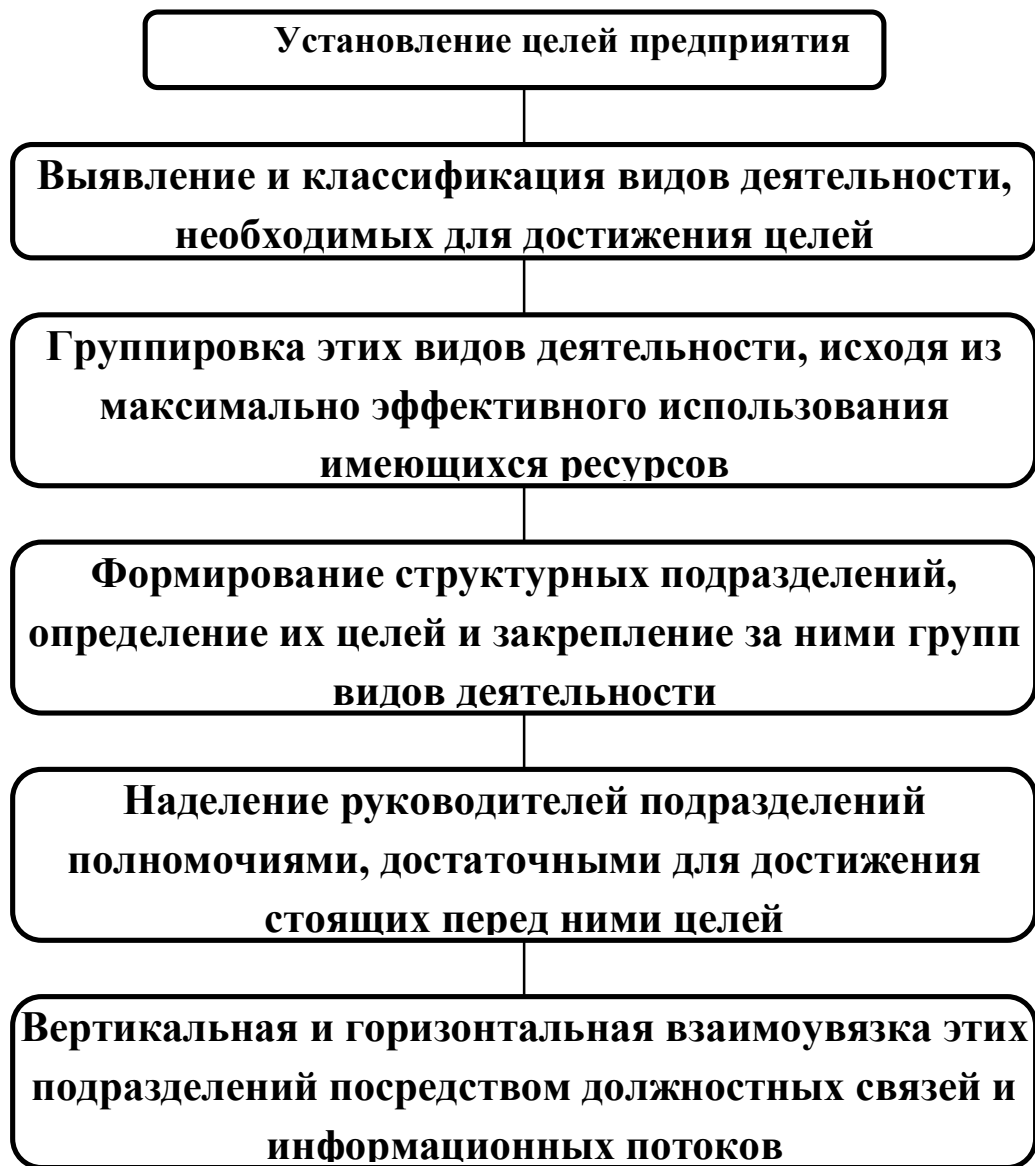 Установление целей предприятия
Выявление и классификация видов деятельности,
необходимых для достижения целей
Группировка этих видов деятельности, исходя из
максимально эффективного использования
имеющихся ресурсов
Формирование структурных подразделений,
определение их целей и закрепление за ними групп
видов деятельности
Наделение руководителей подразделений
полномочиями, достаточными для достижения
стоящих перед ними целей
Вертикальная и горизонтальная взаимоувязка этих
подразделений посредством должностных связей и
информационных потоков